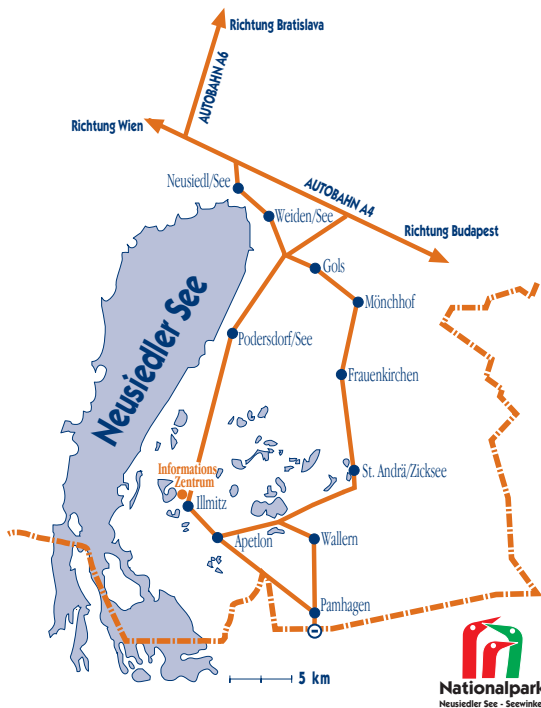 Richtung Bratislava
AUTOBAHN A6
Richtung Wien
Neusiedl/See
AUTOBAHN A4
Weiden/See
Richtung Budapest
Gols
Mönchhof
Neusiedler See
Podersdorf/See
Frauenkirchen
Informations
Zentrum
St. Andrä/Zicksee
Illmitz
Apetlon
Wallern
Pamhagen
5 km
Nationalpark
Neusiedler See - Seewinkel